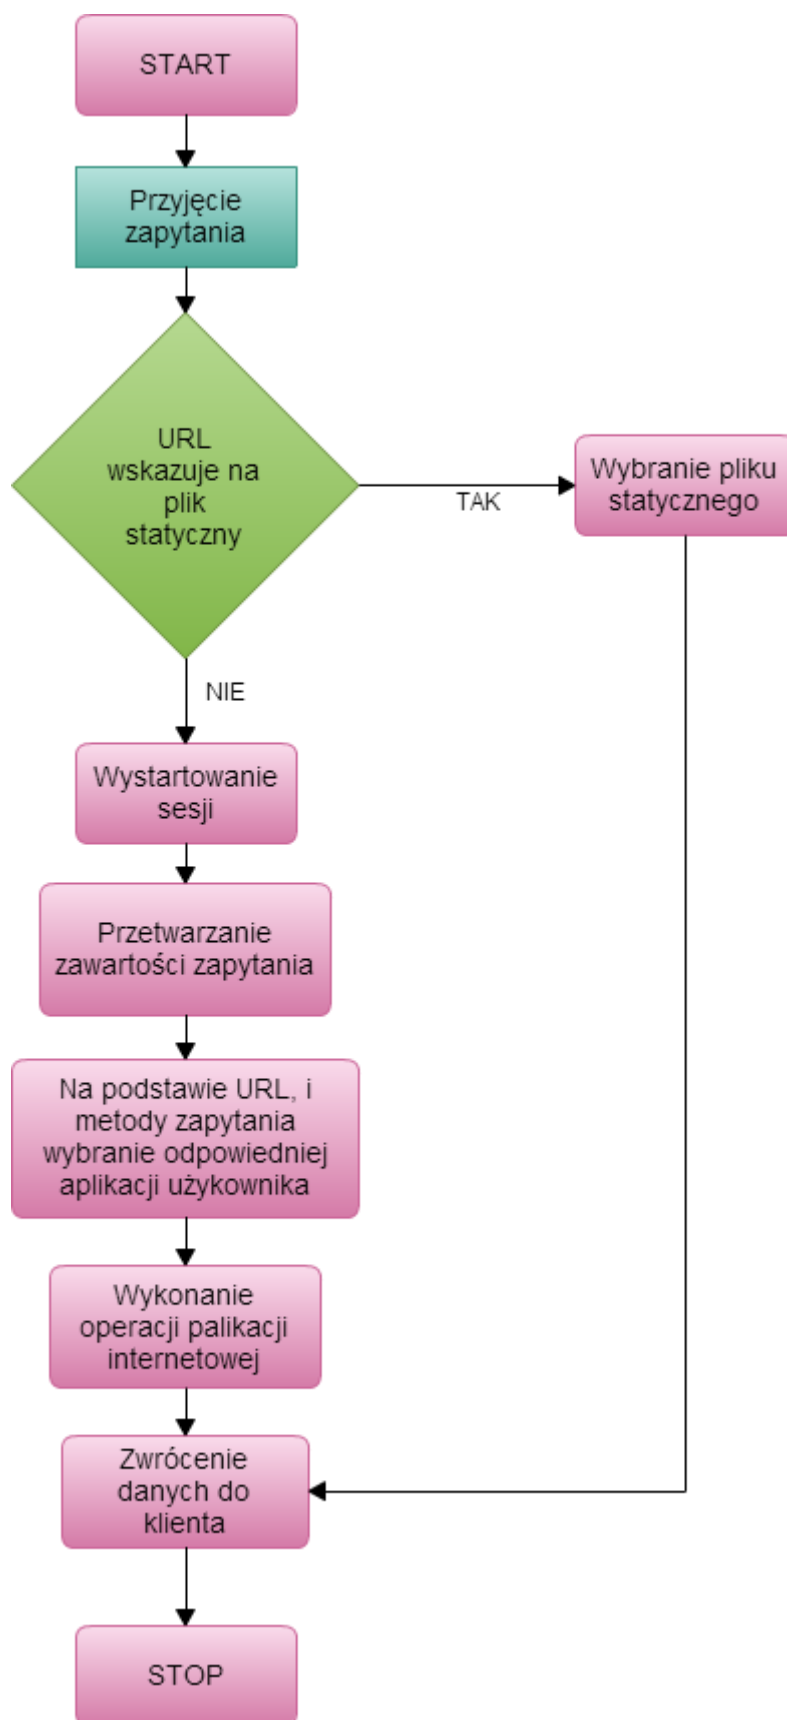 START
Przyjęcie
zapytania
URL
wskazuje na
plik
statyczny
TAK
Wybranie pliku
statycznego
NIE
Wystartowanie
sesji
Przetwarzanie
zawartości zapytania
Na podstawie URL, i
metody zapytania
wybranie odpowiedniej
aplikacji użykownika
Wykonanie
operacji palikacji
internetowej
Zwrócenie
danych do
klienta
STOP